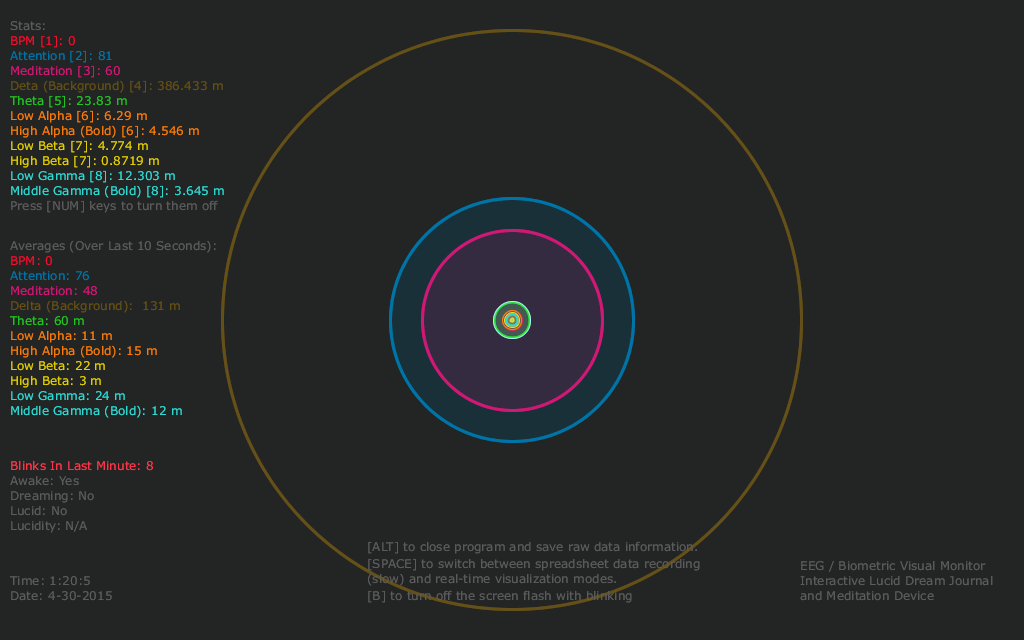 Stats:
BPM [1]: 0
Attention [2]: 81
Meditation [3]: 60
Deta (Background) [4]: 386.433 m
Theta [5]: 23.83 m
Low Alpha [6]: 6.29 m
High Alpha (Bold) [6]: 4.546 m
Low Beta [7]: 4.774 m
High Beta [7]: 0.8719 m
Low Gamma [8]: 12.303 m
Middle Gamma (Bold) [8]: 3.645 m
Press [NUM] keys to turn them off
Averages (Over Last 10 Seconds):
BPM: 0
Attention: 76
Meditation: 48
Delta (Background): 131 m
Theta: 60 m
Low Alpha: 11 m
High Alpha (Bold): 15 m
Low Beta: 22 m
High Beta: 3 m
Low Gamma: 24 m
Middle Gamma (Bold): 12 m
Blinks In Last Minute: 8
Awake: Yes
Dreaming: No
Lucid: No
Lucidity: N/A
Time: 1:20:5
Date: 4-30-2015
[ALT] to close program and save raw data information.
[SPACE] to switch between spreadsheet data recording
(slow) and real-time visualization modes.
[B] to turn off the screen flash with blinking
EEG / Biometric Visual Monitor
Interactive Lucid Dream Journal
and Meditation Device